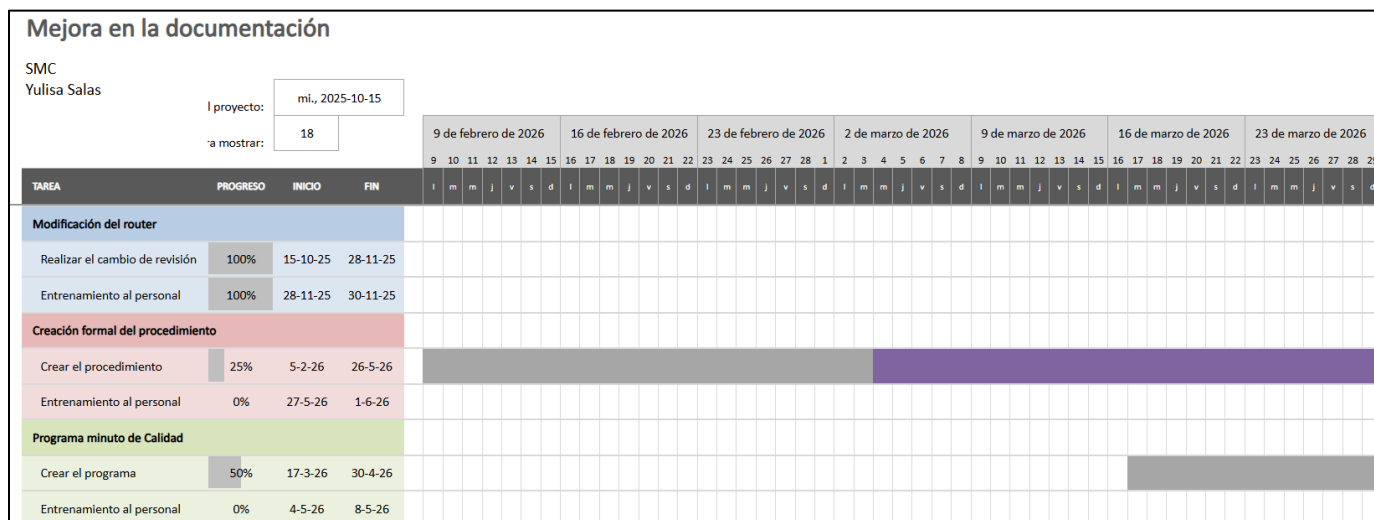 Mejora en la documentación
SMC
Yulisa Salas
l proyecto: mi., 2025-10-15
a mostrar: 18
9 de febrero de 2026 16 de febrero de 2026 23 de febrero de 2026 2 de marzo de 2026 9 de marzo de 2026 16 de marzo de 2026 23 de marzo de 2026
9 10 11 12 13 14 15 16 17 18 19 20 21 22 23 24 25 26 27 28 1 2 3 4 5 6 7 8 9 10 11 12 13 14 15 16 17 18 19 20 21 22 23 24 25 26 27 28 29
TAREA PROGRESO INICIO FIN l m m j v s d l m m j v s d l m m j v s d l m m j v s d l m m j v s d l m m j v s d l m m j v s d
Modificación del router
Realizar el cambio de revisión 100% 15-10-25 28-11-25
Entrenamiento al personal 100% 28-11-25 30-11-25
Creación formal del procedimiento
Crear el procedimiento 25% 5-2-26 26-5-26
Entrenamiento al personal 0% 27-5-26 1-6-26
Programa minuto de Calidad
Crear el programa 50% 17-3-26 30-4-26
Entrenamiento al personal 0% 4-5-26 8-5-26